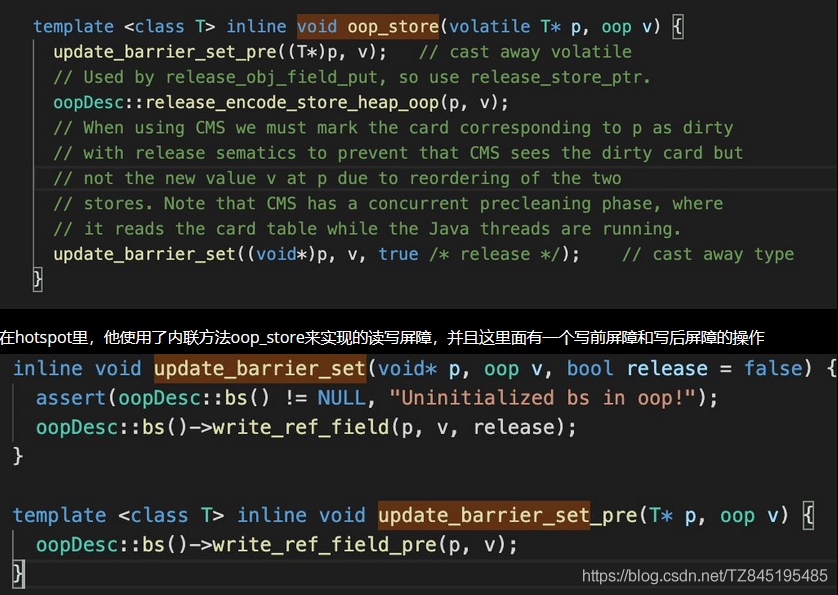 template <class T> inline void oop_store(volatile T* p, oop v) {
update_barrier_set_pre((T*)p, v);   // cast away volatile
// Used by release_obj_field_put, so use release_store_ptr.
oopDesc::release_encode_store_heap_oop(p, v);
// When using CMS we must mark the card corresponding to p as dirty
// with release sematics to prevent that CMS sees the dirty card but
// not the new value v at p due to reordering of the two
// stores. Note that CMS has a concurrent precleaning phase, where
// it reads the card table while the Java threads are running.
update_barrier_set((void*)p, v, true /* release */);    // cast away type
}
在hotspot里，他使用了内联方法oop_store来实现的读写屏障，并且这里面有一个写前屏障和写后屏障的操作
inline void update_barrier_set(void* p, oop v, bool release = false) {
assert(oopDesc::bs() != NULL, "Uninitialized bs in oop!");
oopDesc::bs()->write_ref_field(p, v, release);
}
template <class T> inline void update_barrier_set_pre(T* p, oop v) {
oopDesc::bs()->write_ref_field_pre(p, v);
}
https://blog.csdn.net/TZ845195485